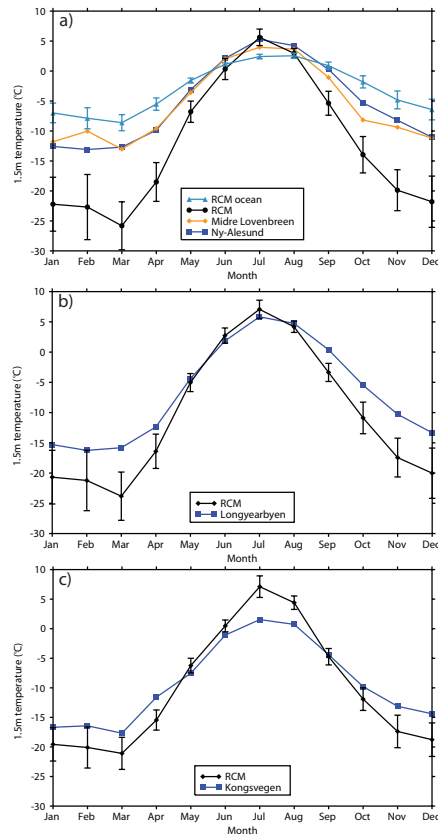 a)
15
10
5
0
-5
-10
-15
-20
-25
-30
1.5m temperature (°C)
RCM ocean
RCM
Midre Lovenbreen
Ny-Alesund
Jan Feb Mar Apr May Jun Jul Aug Sep Oct Nov Dec
Month
b)
10
5
0
-5
-10
-15
-20
-25
-30
1.5m temperature (°C)
RCM
Longyearbyen
Jan Feb Mar Apr May Jun Jul Aug Sep Oct Nov Dec
Month
c)
10
5
0
-5
-10
-15
-20
-25
-30
1.5m temperature (°C)
RCM
Kongsvegen
Jan Feb Mar Apr May Jun Jul Aug Sep Oct Nov Dec
Month